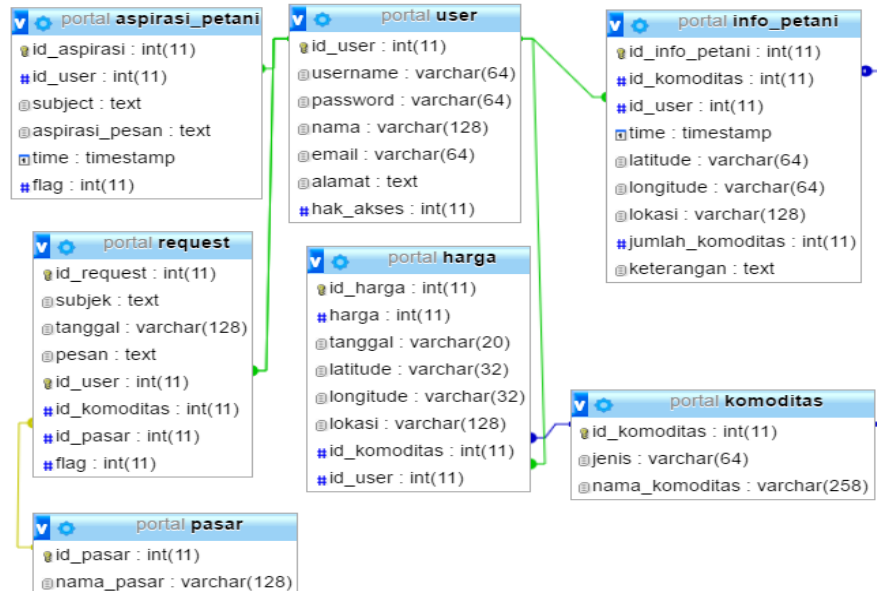 portal aspirasi_petani
id_aspirasi : int(11)
id_user : int(11)
subject : text
aspirasi_pesan : text
time : timestamp
flag : int(11)
portal user
id_user : int(11)
username : varchar(64)
password : varchar(64)
nama : varchar(128)
email : varchar(64)
alamat : text
hak_akses : int(11)
portal info_petani
id_info_petani : int(11)
id_komoditas : int(11)
id_user : int(11)
time : timestamp
latitude : varchar(64)
longitude : varchar(64)
lokasi : varchar(128)
jumlah_komoditas : int(11)
keterangan : text
portal request
id_request : int(11)
subjek : text
tanggal : varchar(128)
pesan : text
id_user : int(11)
id_komoditas : int(11)
id_pasar : int(11)
flag : int(11)
portal harga
id_harga : int(11)
harga : int(11)
tanggal : varchar(20)
latitude : varchar(32)
longitude : varchar(32)
lokasi : varchar(128)
id_komoditas : int(11)
id_user : int(11)
portal komoditas
id_komoditas : int(11)
jenis : varchar(64)
nama_komoditas : varchar(258)
portal pasar
id_pasar : int(11)
nama_pasar : varchar(128)